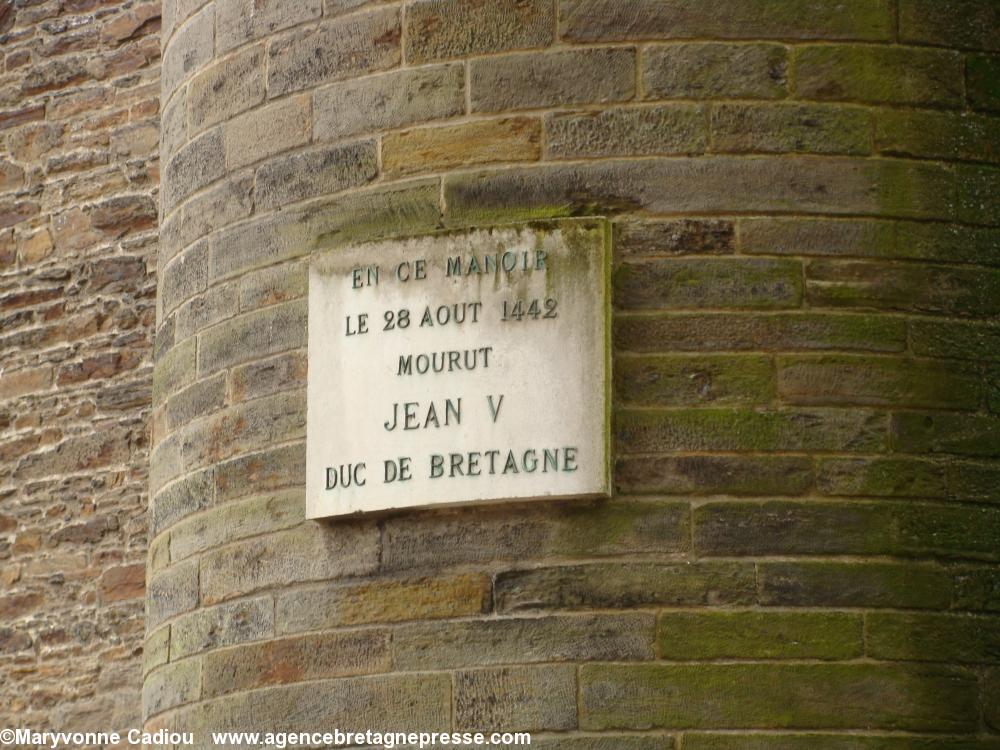 EN CE MANOIR
LE 28 AOUT 1442
MOURUT
JEAN V
DUC DE BRETAGNE
©Maryvonne Cadiou www.agencebretagnepresse.com